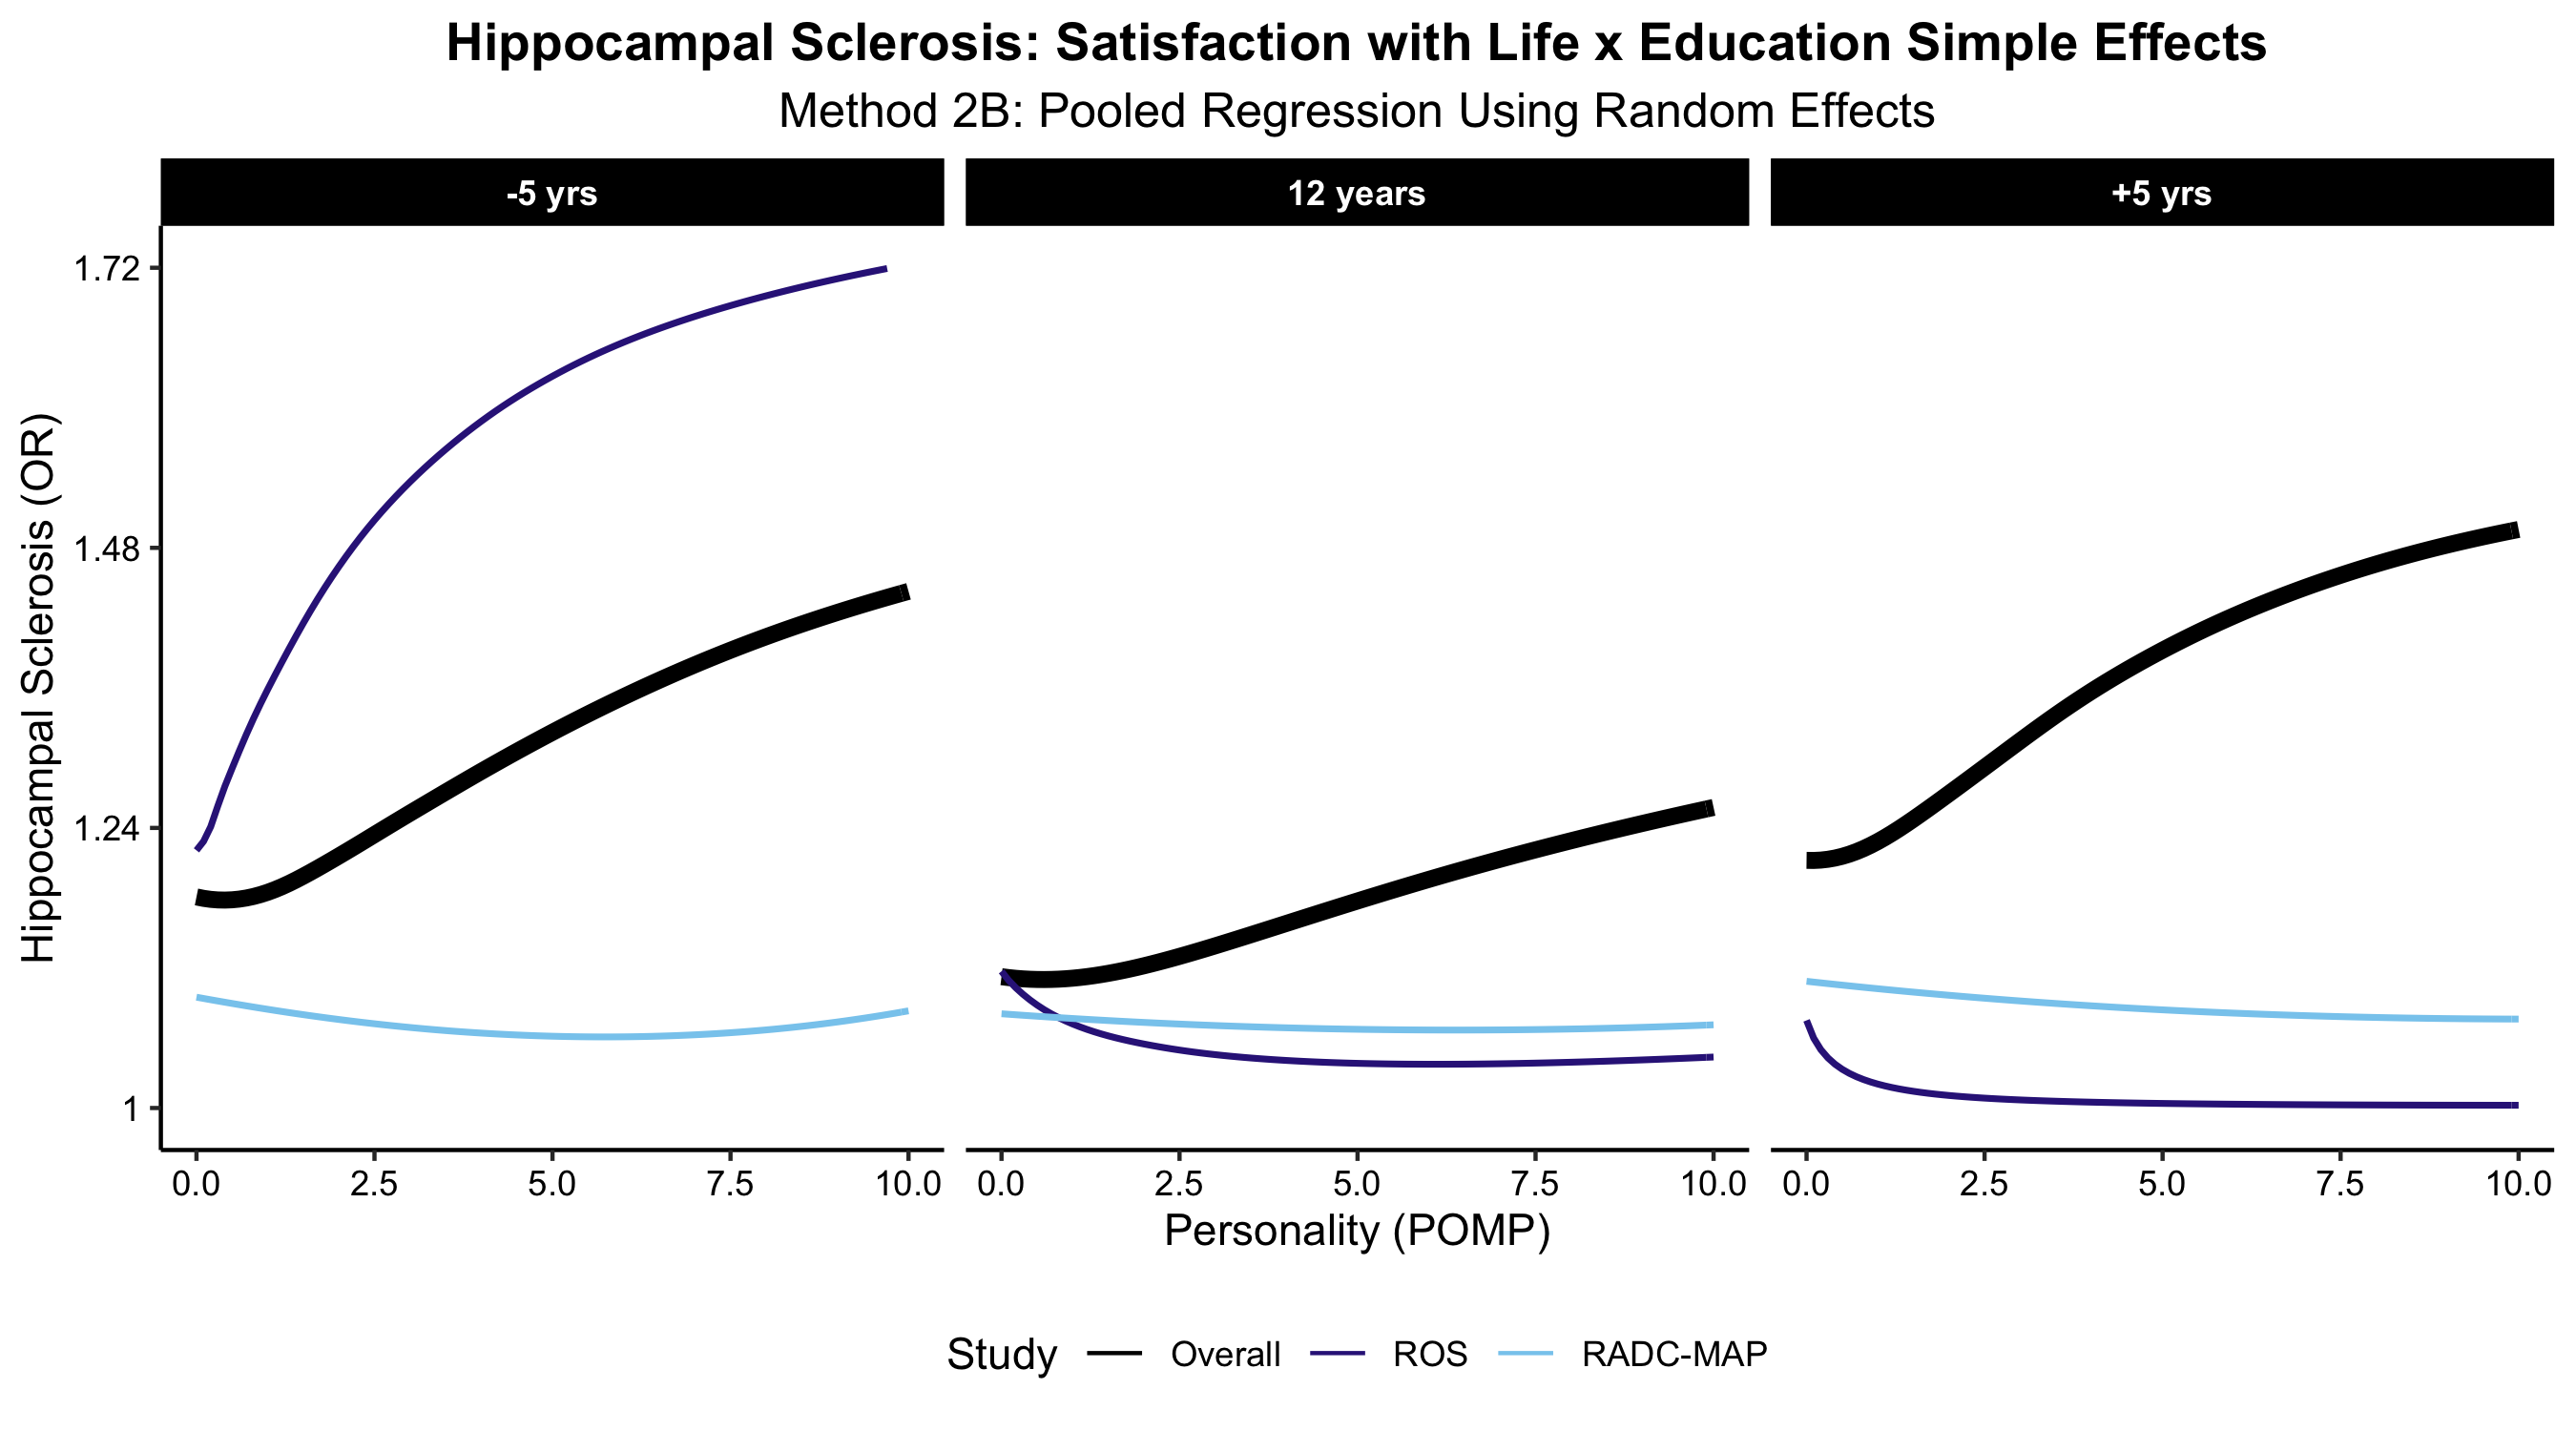 Hippocampal Sclerosis: Satisfaction with Life x Education Simple Effects
Method 2B: Pooled Regression Using Random Effects
-5 yrs
12 years
+5 yrs
Hippocampal Sclerosis (OR)
1.72
1.48
1.24
1
0.0 2.5 5.0 7.5 10.0
0.0 2.5 5.0 7.5 10.0
0.0 2.5 5.0 7.5 10.0
Personality (POMP)
Study Overall ROS RADC-MAP